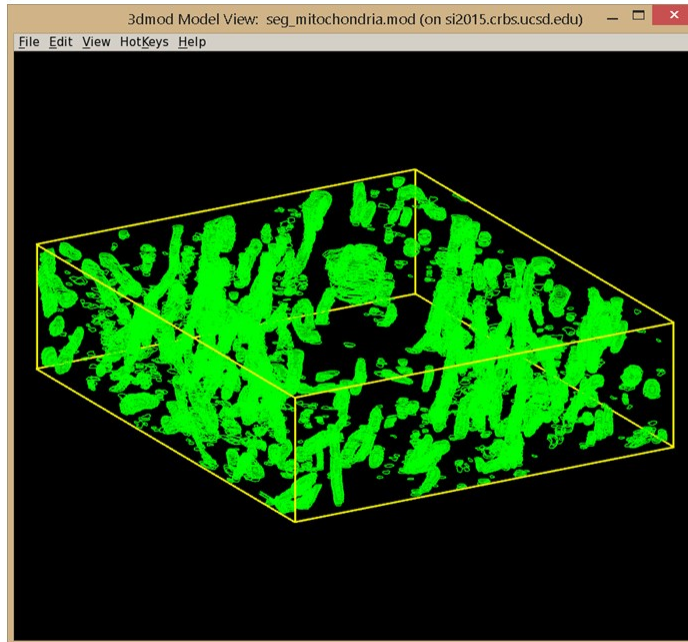 3dmod Model View:  seg_mitochondria.mod (on si2015.crbs.ucsd.edu)
File Edit View HotKeys Help